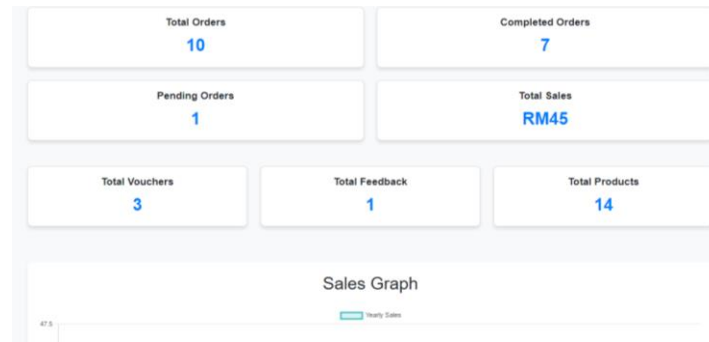 Total Orders
10
Completed Orders
7
Pending Orders
1
Total Sales
RM45
Total Vouchers
3
Total Feedback
1
Total Products
14
Sales Graph
Yearly Sales
47.5